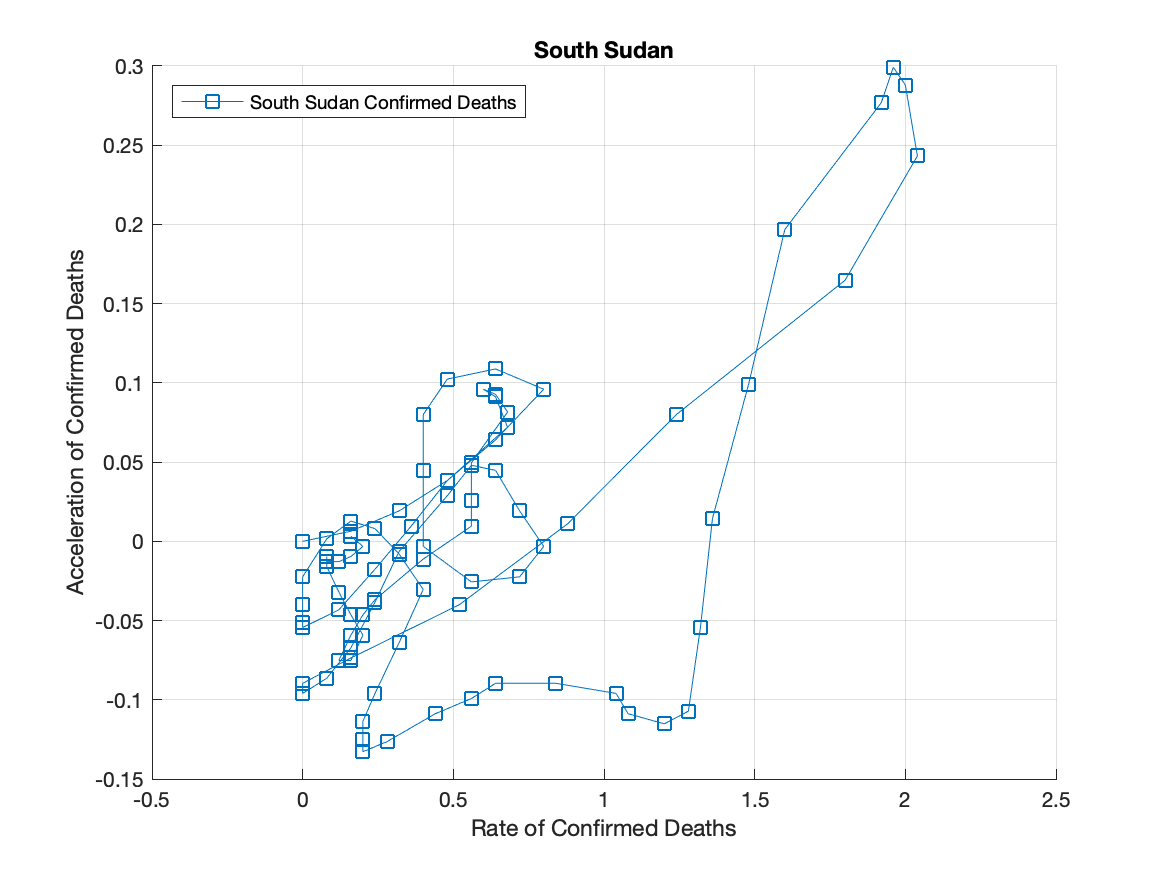 South Sudan
South Sudan Confirmed Deaths
0.3
0.25
0.2
0.15
0.1
0.05
0
-0.05
-0.1
-0.15
Acceleration of Confirmed Deaths
-0.5 0 0.5 1 1.5 2 2.5
Rate of Confirmed Deaths